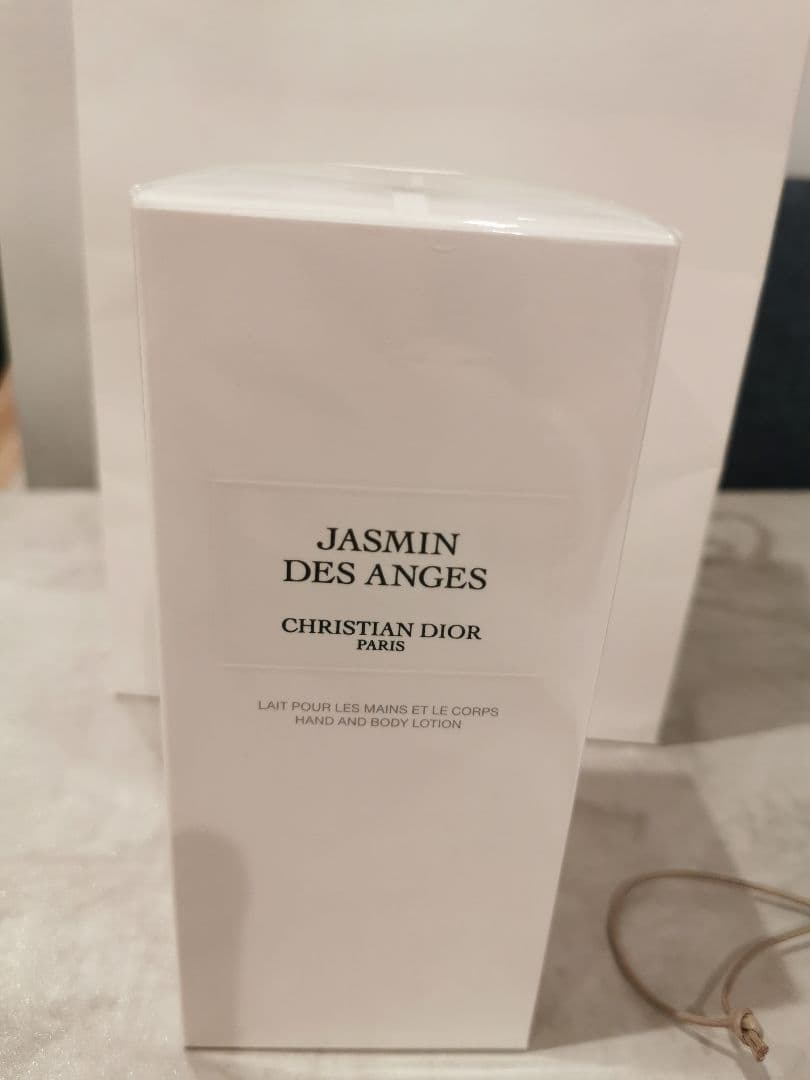 JASMIN
DES ANGES
CHRISTIAN DIOR
PARIS
LAIT POUR LES MAINS ET LE CORPS
HAND AND BODY LOTION